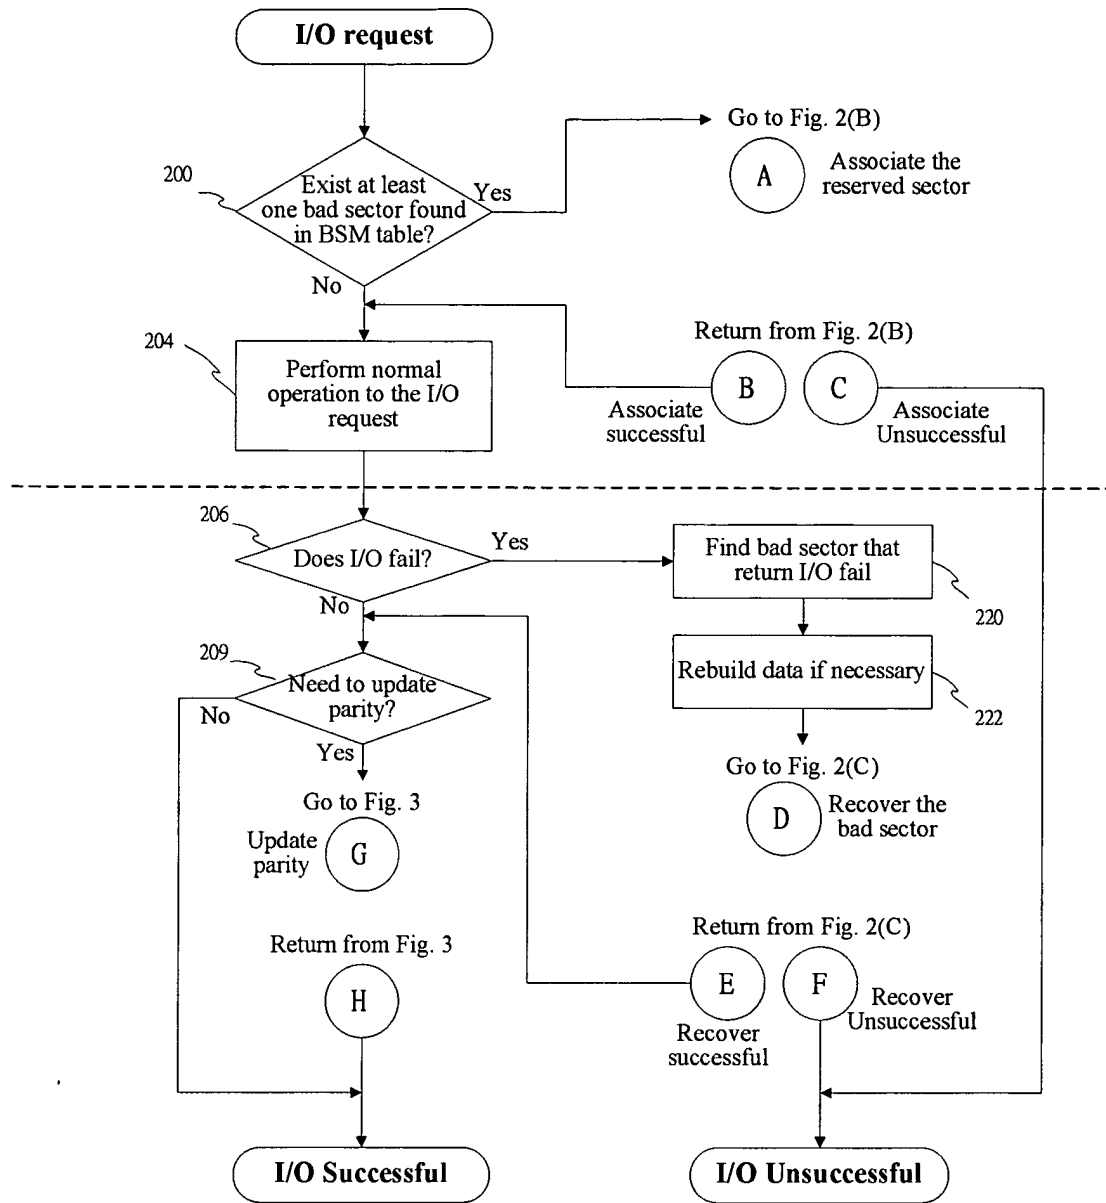 I/O request
Go to Fig. 2(B)
A
Associate the
reserved sector
200
Exist at least
one bad sector found
in BSM table?
Yes
No
Return from Fig. 2(B)
B
C
Associate
successful
Associate
Unsuccessful
204
Perform normal
operation to the I/O
request
206
Does I/O fail?
Yes
No
Find bad sector that
return I/O fail
220
Rebuild data if necessary
222
209
Need to update
parity?
No
Yes
Go to Fig. 2(C)
D
Recover the
bad sector
Go to Fig. 3
Update
parity
G
Return from Fig. 2(C)
E
F
Recover
successful
Recover
Unsuccessful
Return from Fig. 3
H
I/O Successful
I/O Unsuccessful